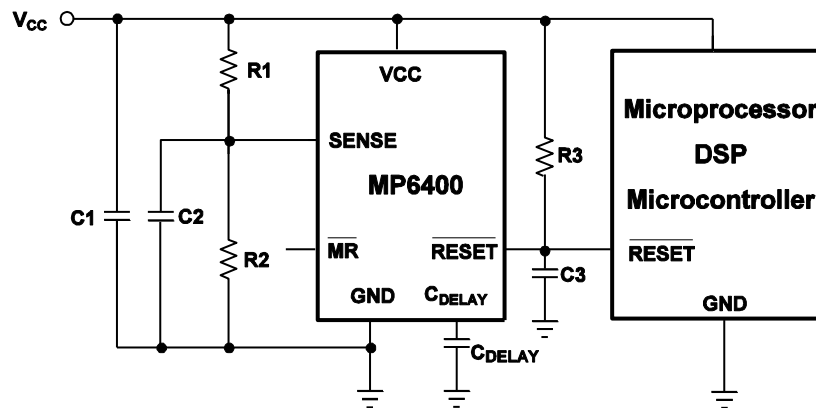 VCC
R1
VCC
Microprocessor
SENSE
R3
DSP
MP6400
Microcontroller
C1
C2
R2
MR
RESET
RESET
C3
GND
CDELAY
GND
CDELAY